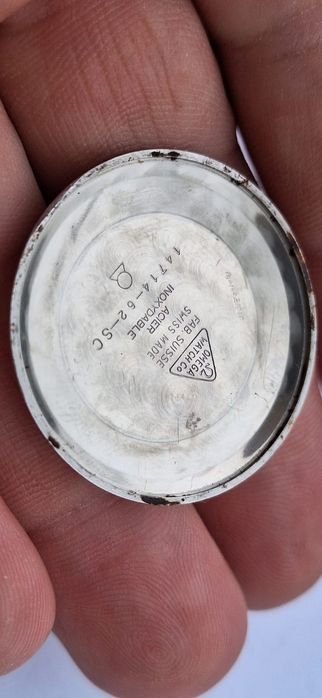 Ω
OMEGA
WATCH Co
FAB. SUISSE
SWISS MADE
ACIER
INOXYDABLE
14714-62-SC